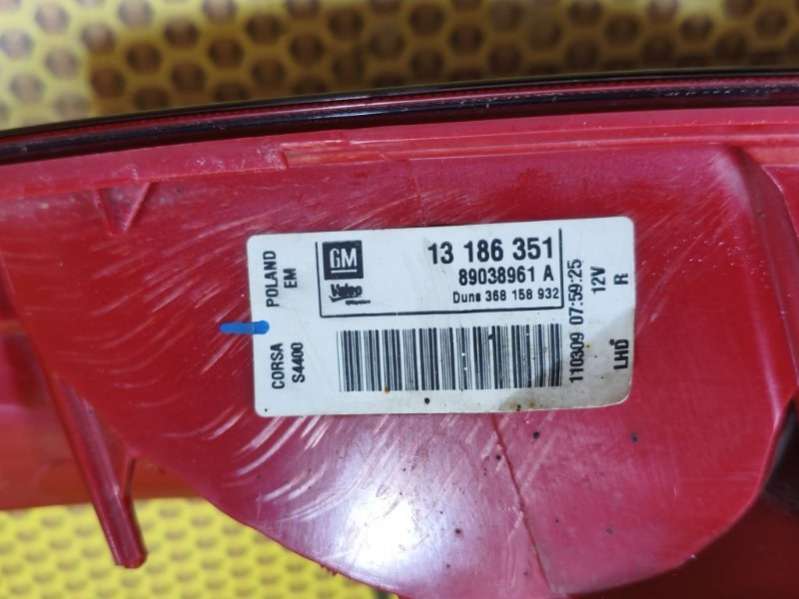 GM
Valeo
13 186 351
89038961 A
Duns 368 158 932
CORSA POLAND
S4400 EM
110309 07:59:25
12V
LHD R